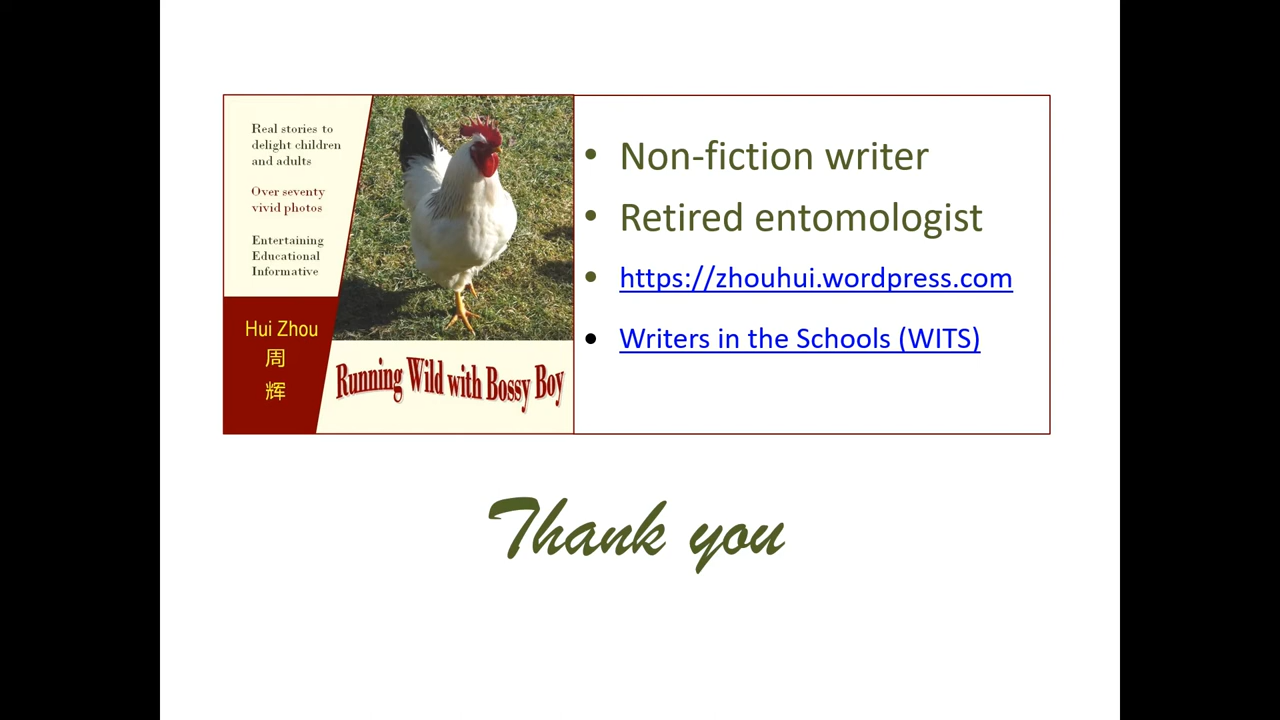 Real stories to
delight children
and adults
Over seventy
vivid photos
Entertaining
Educational
Informative
Hui Zhou
周
辉
Running Wild with Bossy Boy
• Non-fiction writer
• Retired entomologist
• https://zhouhui.wordpress.com
• Writers in the Schools (WITS)
Thank you